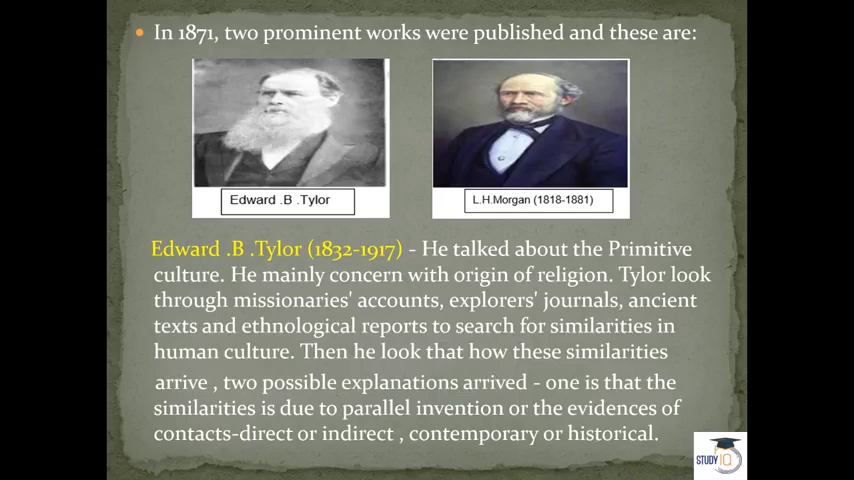 In 1871, two prominent works were published and these are:
Edward .B .Tylor
L.H.Morgan (1818-1881)
Edward .B .Tylor (1832-1917) - He talked about the Primitive
culture. He mainly concern with origin of religion. Tylor look
through missionaries' accounts, explorers' journals, ancient
texts and ethnological reports to search for similarities in
human culture. Then he look that how these similarities
arrive , two possible explanations arrived - one is that the
similarities is due to parallel invention or the evidences of
contacts-direct or indirect , contemporary or historical.
STUDY IQ